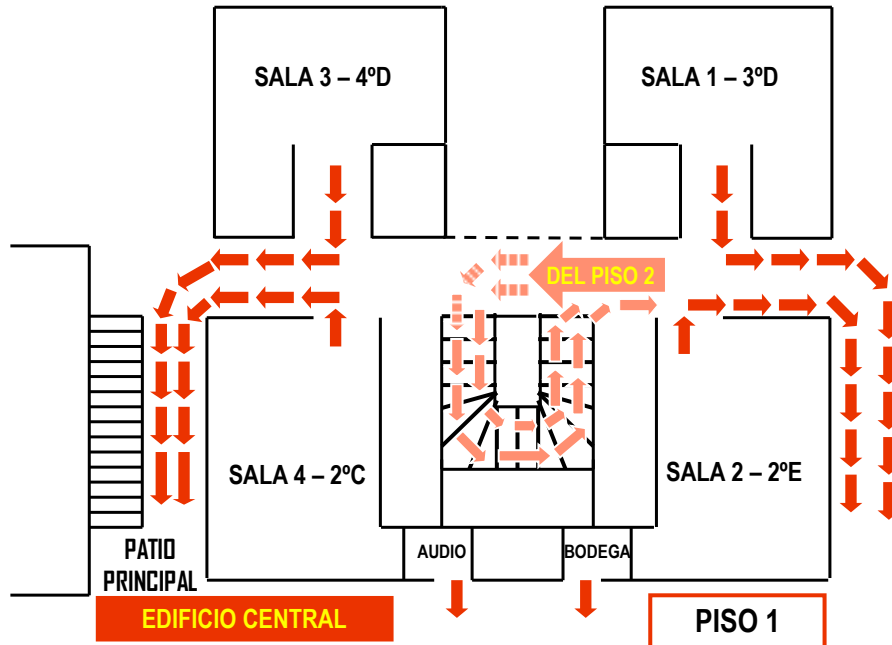 SALA 3 – 4ºD
SALA 1 – 3ºD
DEL PISO 2
SALA 4 – 2ºC
SALA 2 – 2ºE
AUDIO
BODEGA
PATIO
PRINCIPAL
EDIFICIO CENTRAL
PISO 1